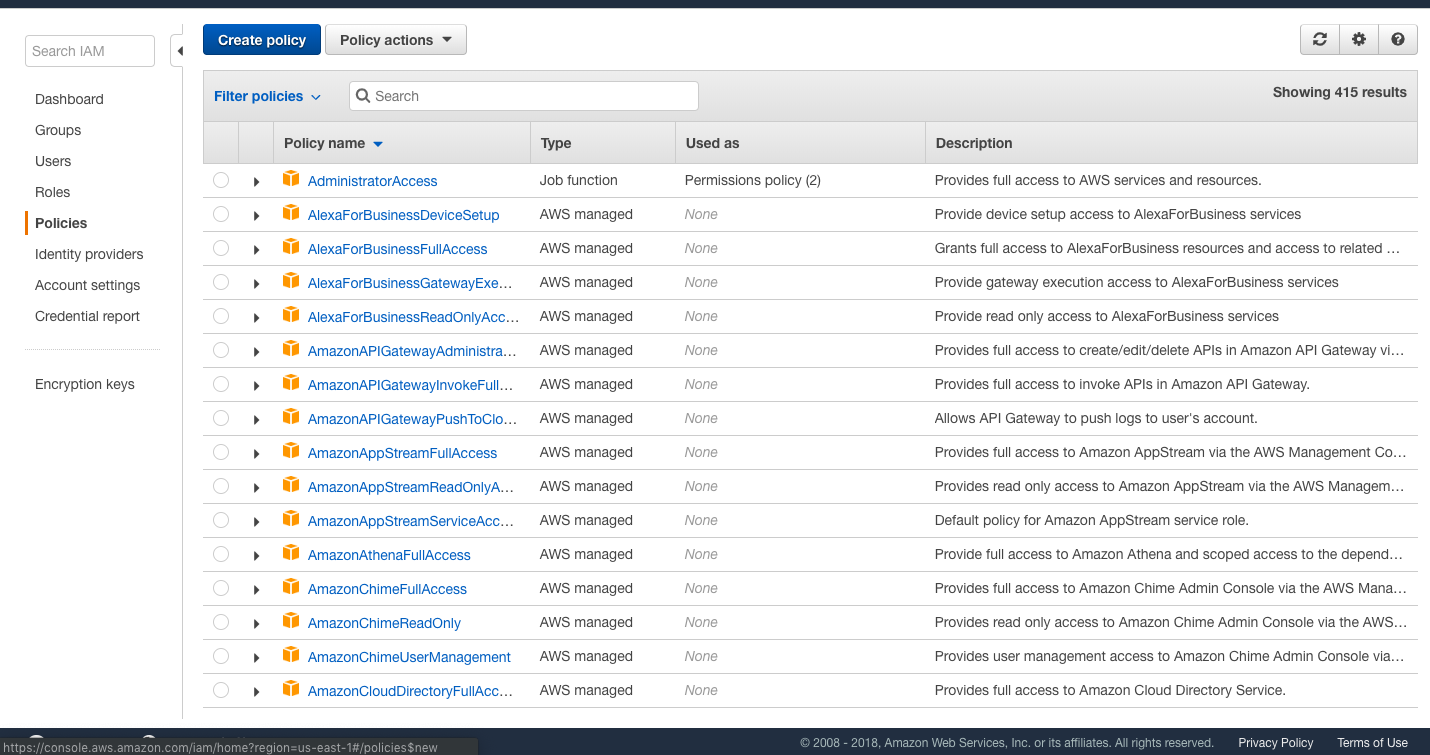 Search IAM
Dashboard
Groups
Users
Roles
Policies
Identity providers
Account settings
Credential report
Encryption keys
Create policy Policy actions
Filter policies Search Showing 415 results
Policy name Type Used as Description
AdministratorAccess Job function Permissions policy (2) Provides full access to AWS services and resources.
AlexaForBusinessDeviceSetup AWS managed None Provide device setup access to AlexaForBusiness services
AlexaForBusinessFullAccess AWS managed None Grants full access to AlexaForBusiness resources and access to related ...
AlexaForBusinessGatewayExe... AWS managed None Provide gateway execution access to AlexaForBusiness services
AlexaForBusinessReadOnlyAcc... AWS managed None Provide read only access to AlexaForBusiness services
AmazonAPIGatewayAdministra... AWS managed None Provides full access to create/edit/delete APIs in Amazon API Gateway vi...
AmazonAPIGatewayInvokeFull... AWS managed None Provides full access to invoke APIs in Amazon API Gateway.
AmazonAPIGatewayPushToClo... AWS managed None Allows API Gateway to push logs to user's account.
AmazonAppStreamFullAccess AWS managed None Provides full access to Amazon AppStream via the AWS Management Co...
AmazonAppStreamReadOnlyA... AWS managed None Provides read only access to Amazon AppStream via the AWS Managem...
AmazonAppStreamServiceAcc... AWS managed None Default policy for Amazon AppStream service role.
AmazonAthenaFullAccess AWS managed None Provide full access to Amazon Athena and scoped access to the depend...
AmazonChimeFullAccess AWS managed None Provides full access to Amazon Chime Admin Console via the AWS Mana...
AmazonChimeReadOnly AWS managed None Provides read only access to Amazon Chime Admin Console via the AWS...
AmazonChimeUserManagement AWS managed None Provides user management access to Amazon Chime Admin Console via...
AmazonCloudDirectoryFullAcc... AWS managed None Provides full access to Amazon Cloud Directory Service.
https://console.aws.amazon.com/iam/home?region=us-east-1#/policies$new
© 2008 - 2018, Amazon Web Services, Inc. or its affiliates. All rights reserved. Privacy Policy Terms of Use